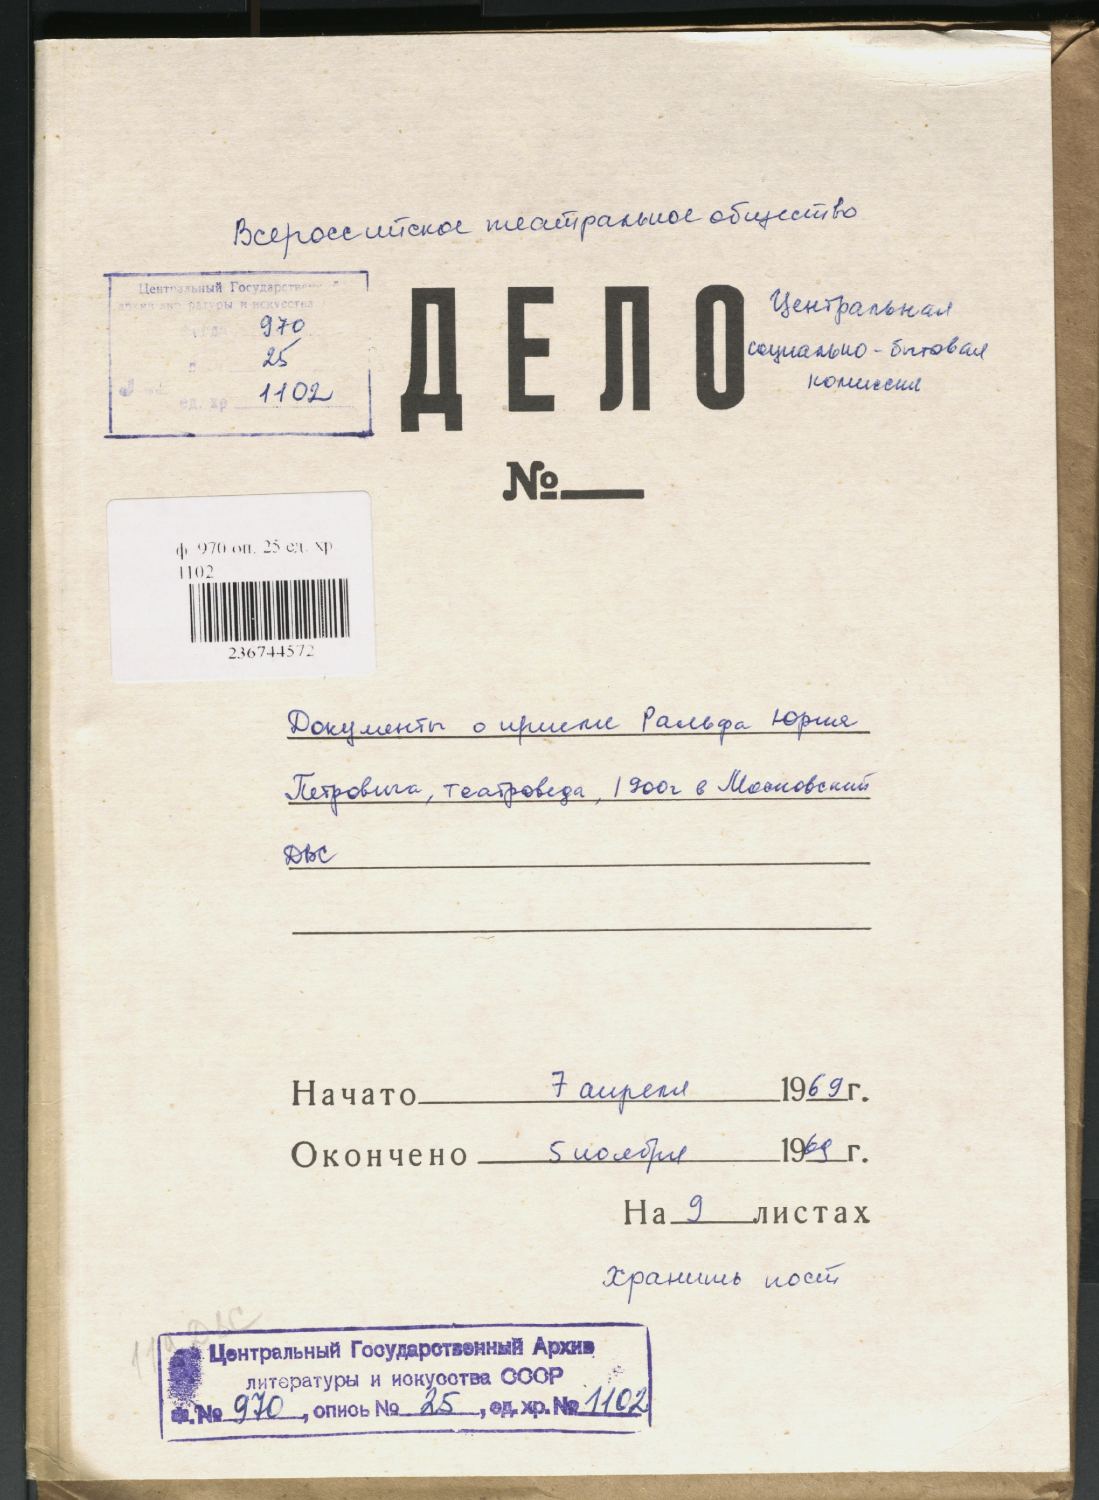 Всероссийское театральное общество
Центральный Государственный
архив литературы и искусства
970
25
ед. хр. 1102
ДЕЛО
Центральная
социально-бытовая
комиссия
№
ф. 970 оп. 25 ед. хр
1102
236744572
Документы о приеме Ральфа Юрия
Петровича, театроведа, 1900г в Московский
ДВС
Начато 7 апреля 1969г.
Окончено 5 ноября 1969г.
На 9 листах
Хранить пост
Центральный Государственный Архив
литературы и искусства СССР
Ф. № 970, опись № 25, ед. хр. № 1102